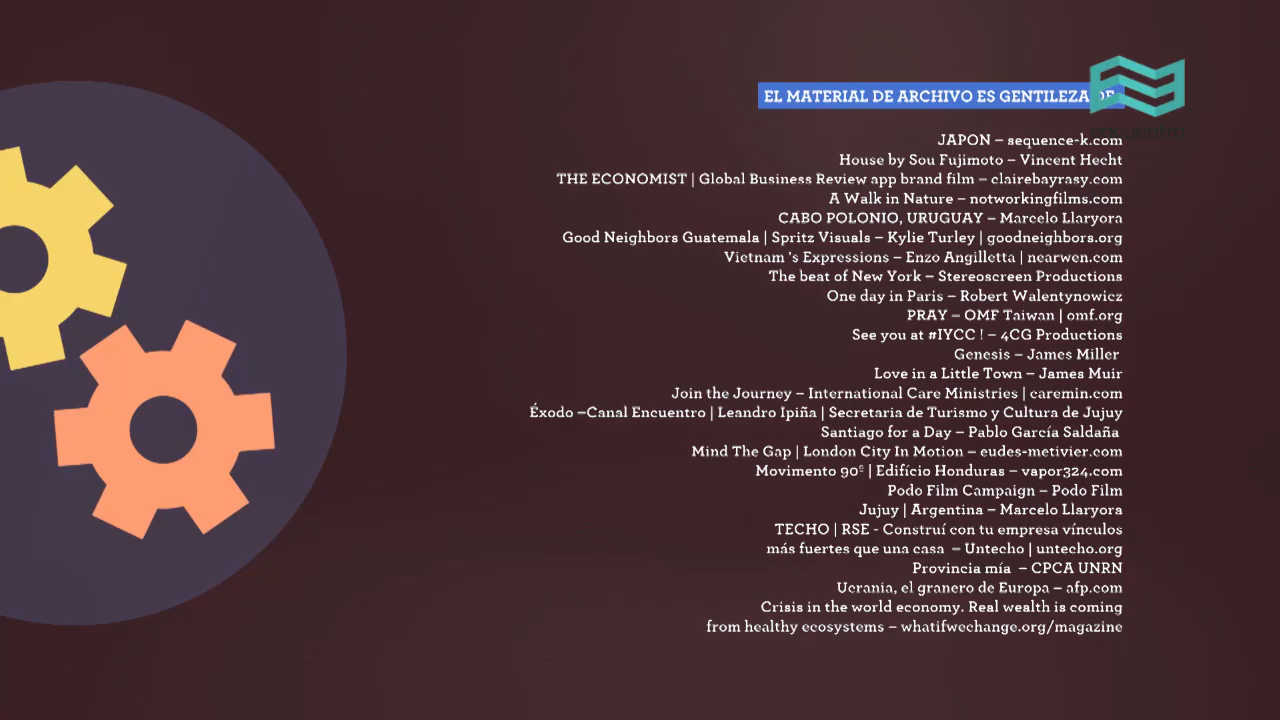 EL MATERIAL DE ARCHIVO ES GENTILEZA DE
JAPON – sequence-k.com
House by Sou Fujimoto – Vincent Hecht
THE ECONOMIST | Global Business Review app brand film – clairebayrasy.com
A Walk in Nature – notworkingfilms.com
CABO POLONIO, URUGUAY – Marcelo Llaryora
Good Neighbors Guatemala | Spritz Visuals – Kylie Turley | goodneighbors.org
Vietnam 's Expressions – Enzo Angilletta | nearwen.com
The beat of New York – Stereoscreen Productions
One day in Paris – Robert Walentynowicz
PRAY – OMF Taiwan | omf.org
See you at #IYCC ! – 4CG Productions
Genesis – James Miller
Love in a Little Town – James Muir
Join the Journey – International Care Ministries | caremin.com
Éxodo –Canal Encuentro | Leandro Ipiña | Secretaria de Turismo y Cultura de Jujuy
Santiago for a Day – Pablo García Saldaña
Mind The Gap | London City In Motion – eudes-metivier.com
Movimento 90º | Edifício Honduras – vapor324.com
Podo Film Campaign – Podo Film
Jujuy | Argentina – Marcelo Llaryora
TECHO | RSE - Construí con tu empresa vínculos
más fuertes que una casa – Untecho | untecho.org
Provincia mía – CPCA UNRN
Ucrania, el granero de Europa – afp.com
Crisis in the world economy. Real wealth is coming
from healthy ecosystems – whatifwechange.org/magazine